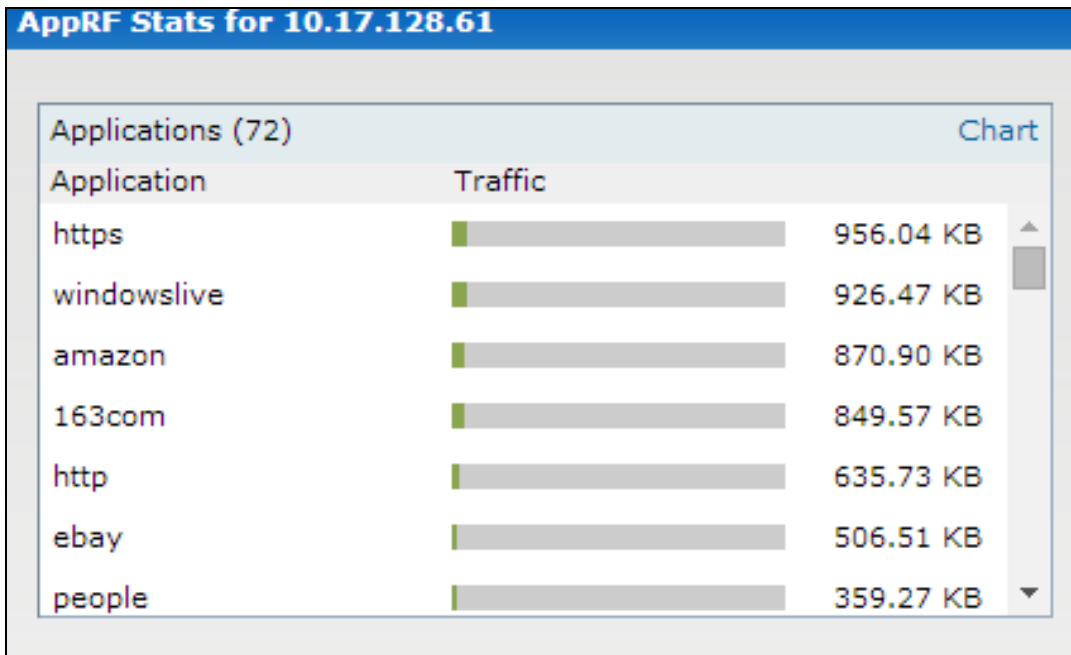 AppRF Stats for 10.17.128.61
Applications (72) Chart
Application Traffic
https 956.04 KB
windowslive 926.47 KB
amazon 870.90 KB
163com 849.57 KB
http 635.73 KB
ebay 506.51 KB
people 359.27 KB